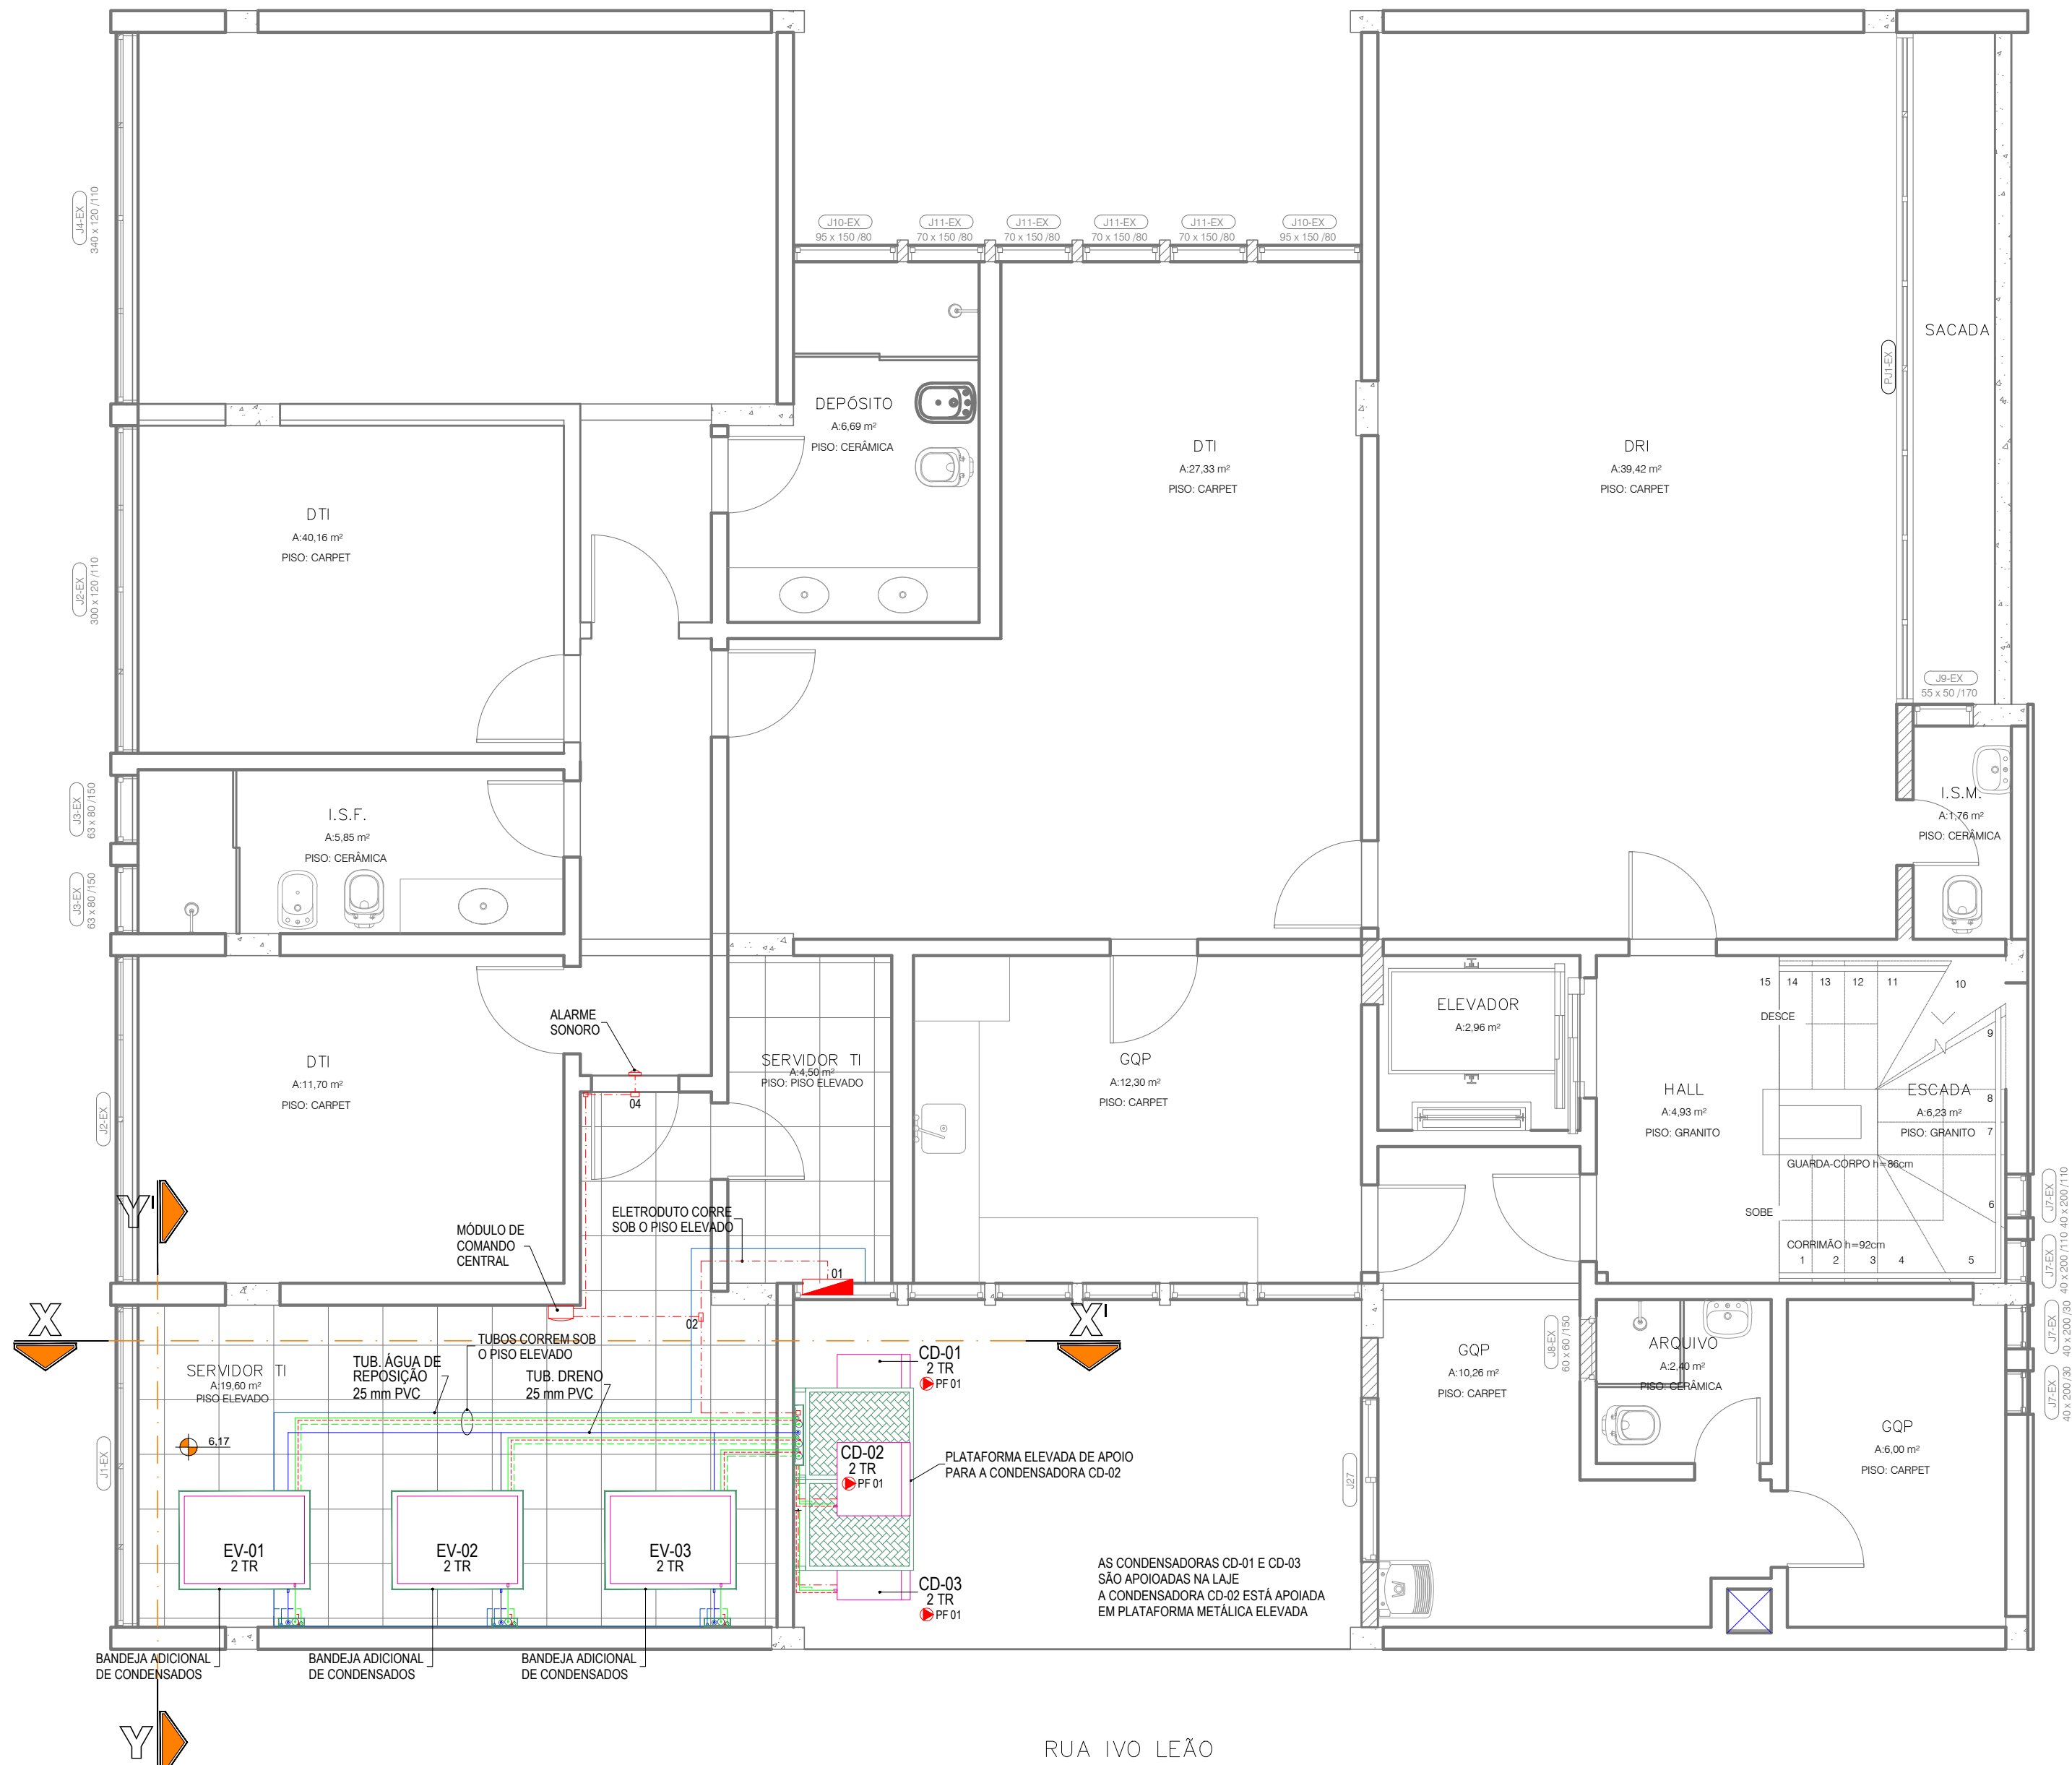 J4-EX
340 x 120 /110
J10-EX
95 x 150 /80
J11-EX
70 x 150 /80
J11-EX
70 x 150 /80
J11-EX
70 x 150 /80
J11-EX
70 x 150 /80
J10-EX
95 x 150 /80
SACADA
PJ1-EX
DEPÓSITO
A:6,69 m²
PISO: CERÂMICA
DTI
A:27,33 m²
PISO: CARPET
DRI
A:39,42 m²
PISO: CARPET
DTI
A:40,16 m²
PISO: CARPET
J2-EX
300 x 120 /110
J9-EX
55 x 50 /170
I.S.M.
A:1,76 m²
PISO: CERÂMICA
J3-EX
63 x 80 /150
I.S.F.
A:5,85 m²
PISO: CERÂMICA
J3-EX
63 x 80 /150
ALARME
SONORO
04
SERVIDOR TI
A:4,50 m²
PISO: PISO ELEVADO
DTI
A:11,70 m²
PISO: CARPET
J2-EX
GQP
A:12,30 m²
PISO: CARPET
ELEVADOR
A:2,96 m²
HALL
A:4,93 m²
PISO: GRANITO
15
14
13
12
11
10
DESCE
9
ESCADA
A:6,23 m²
PISO: GRANITO
8
7
GUARDA-CORPO h=86cm
6
SOBE
CORRIMÃO h=92cm
1
2
3
4
5
J7-EX
40 x 200 /110
J7-EX
40 x 200 /110
J7-EX
40 x 200 /30
J7-EX
40 x 200 /30
Y'
MÓDULO DE
COMANDO
CENTRAL
ELETRODUTO CORRE
SOB O PISO ELEVADO
01
02
X
X'
TUBOS CORREM SOB
O PISO ELEVADO
TUB. ÁGUA DE
REPOSIÇÃO
25 mm PVC
TUB. DRENO
25 mm PVC
SERVIDOR TI
A:19,60 m²
PISO ELEVADO
6,17
J1-EX
CD-01
2 TR
PF 01
CD-02
2 TR
PF 01
PLATAFORMA ELEVADA DE APOIO
PARA A CONDENSADORA CD-02
CD-03
2 TR
PF 01
AS CONDENSADORAS CD-01 E CD-03
SÃO APOIOADAS NA LAJE
A CONDENSADORA CD-02 ESTÁ APOIADA
EM PLATAFORMA METÁLICA ELEVADA
EV-01
2 TR
EV-02
2 TR
EV-03
2 TR
BANDEJA ADICIONAL
DE CONDENSADOS
BANDEJA ADICIONAL
DE CONDENSADOS
BANDEJA ADICIONAL
DE CONDENSADOS
J27
GQP
A:10,26 m²
PISO: CARPET
J8-EX
60 x 60 /150
ARQUIVO
A:2,40 m²
PISO: CERÂMICA
GQP
A:6,00 m²
PISO: CARPET
Y
RUA IVO LEÃO